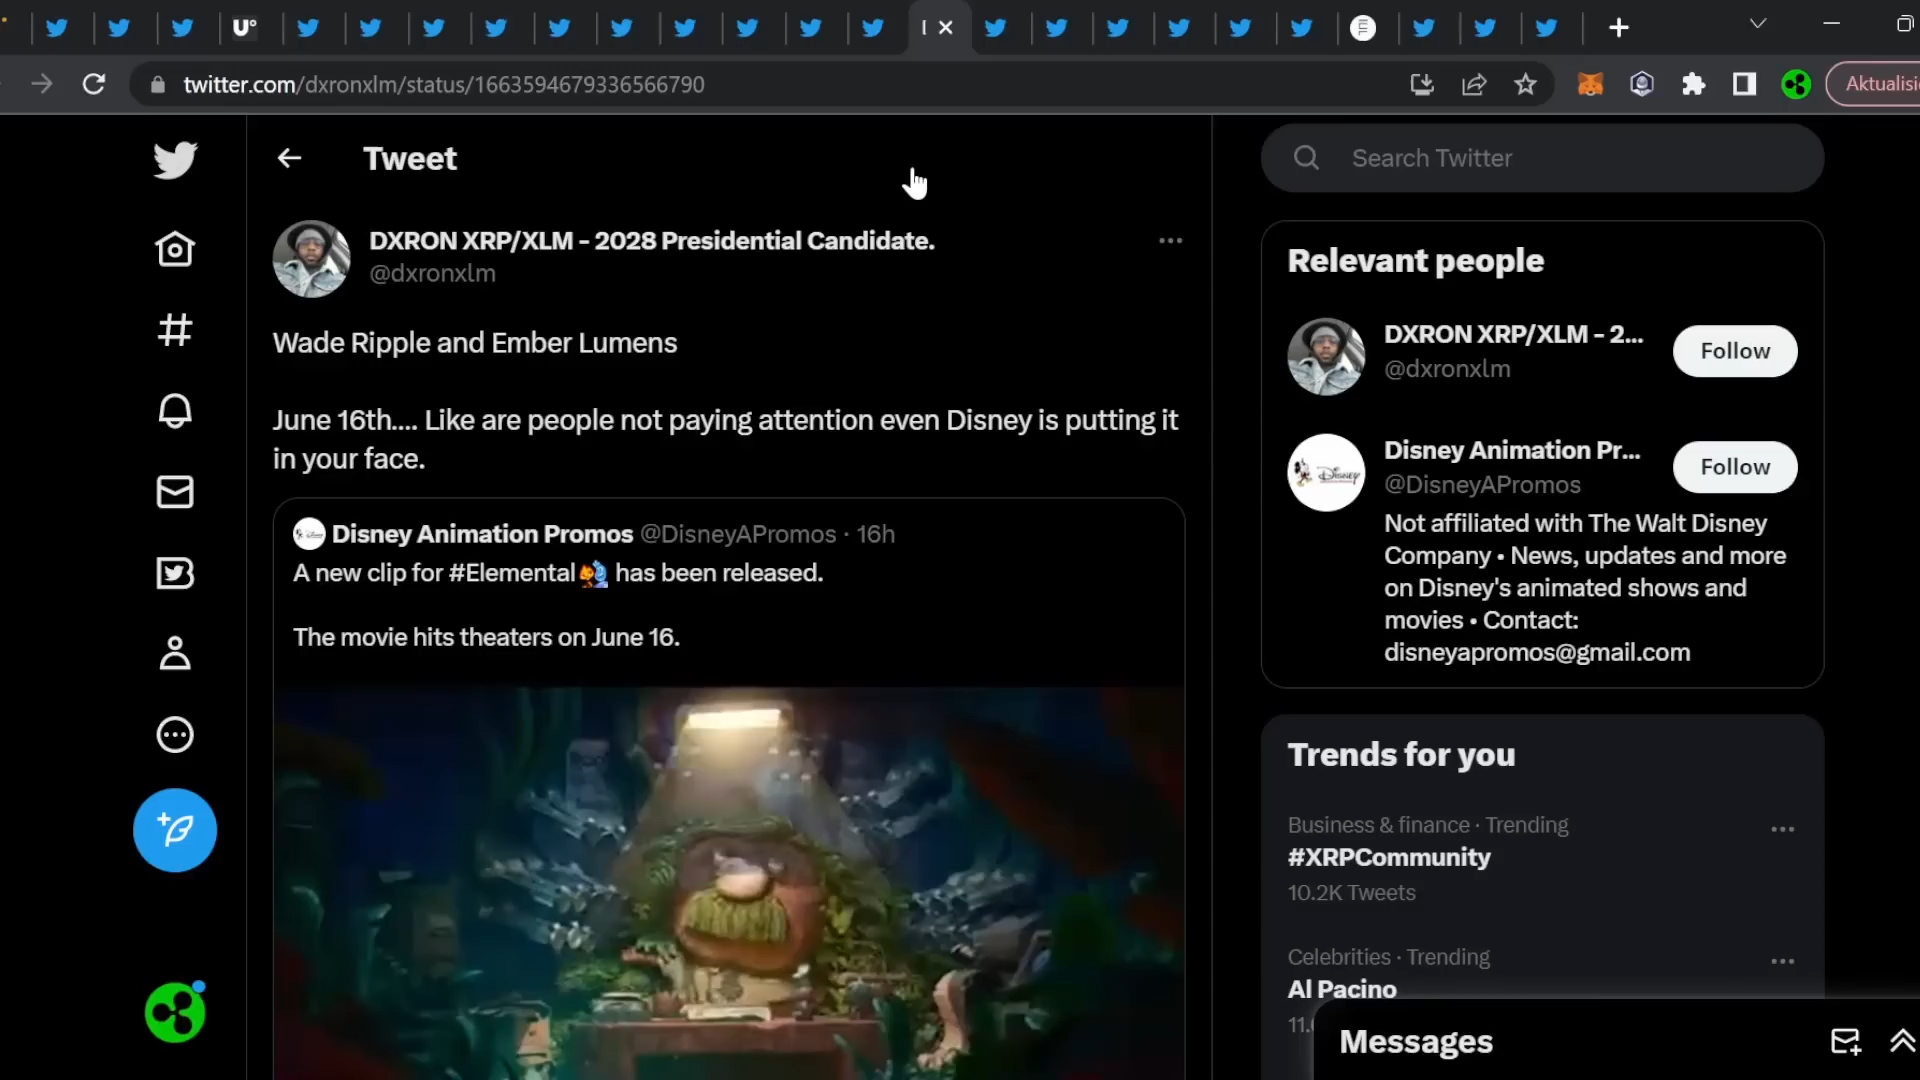 twitter.com/dxronxlm/status/1663594679336566790
Aktualisi
Tweet
Search Twitter
DXRON XRP/XLM - 2028 Presidential Candidate.
@dxronxlm
Wade Ripple and Ember Lumens
June 16th.... Like are people not paying attention even Disney is putting it
in your face.
Disney Animation Promos @DisneyAPromos · 16h
A new clip for #Elemental has been released.
The movie hits theaters on June 16.
Relevant people
DXRON XRP/XLM - 2...
@dxronxlm
Follow
Disney Animation Pr...
@DisneyAPromos
Follow
Not affiliated with The Walt Disney
Company • News, updates and more
on Disney's animated shows and
movies • Contact:
disneyapromos@gmail.com
Trends for you
Business & finance · Trending
#XRPCommunity
10.2K Tweets
Celebrities · Trending
Al Pacino
Messages